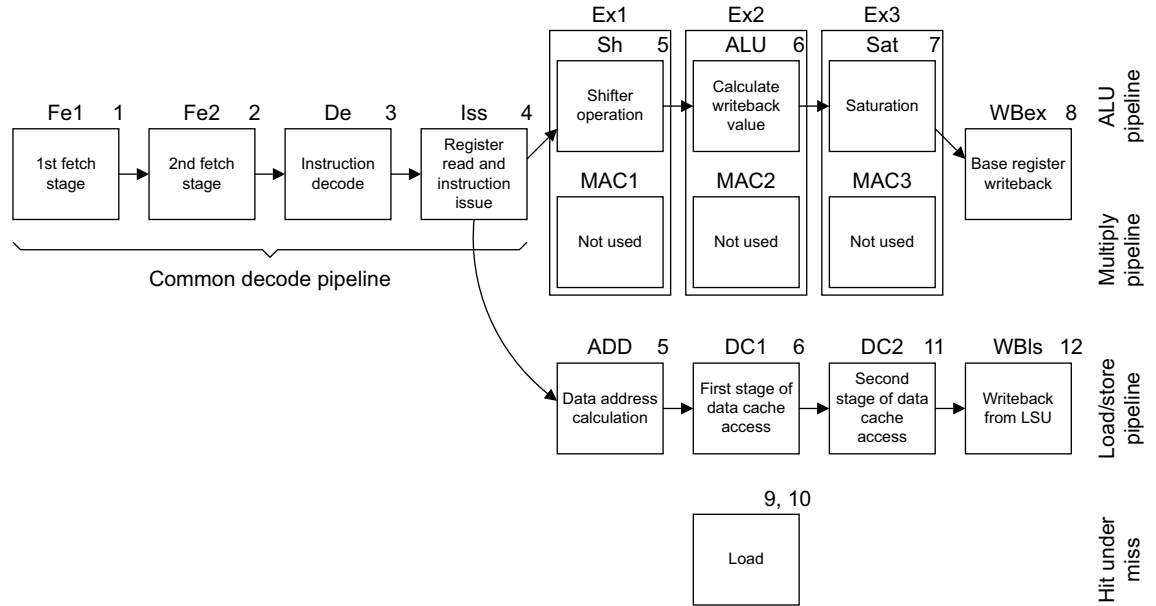 Ex1
Ex2
Ex3
Sh 5
ALU 6
Sat 7
Fe1 1
Fe2 2
De 3
Iss 4
Shifter
operation
Calculate
writeback
value
Saturation
WBex 8
1st fetch
stage
2nd fetch
stage
Instruction
decode
Register
read and
instruction
issue
Base register
writeback
ALU
pipeline
MAC1
MAC2
MAC3
Not used
Not used
Not used
Multiply
pipeline
Common decode pipeline
ADD 5
DC1 6
DC2 11
WBls 12
Data address
calculation
First stage of
data cache
access
Second
stage of data
cache
access
Writeback
from LSU
Load/store
pipeline
9, 10
Load
Hit under
miss